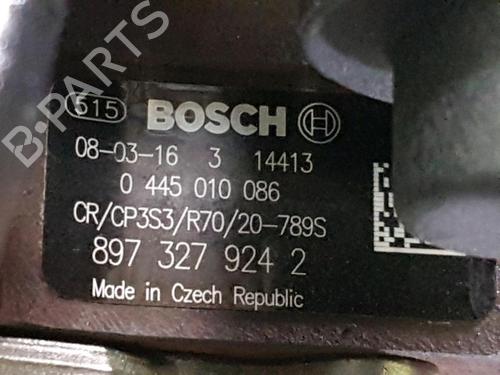 B-PARTS
515 BOSCH
08-03-16 3 14413
0 445 010 086
CR/CP3S3/R70/20-789S
897 327 924 2
Made in Czech Republic